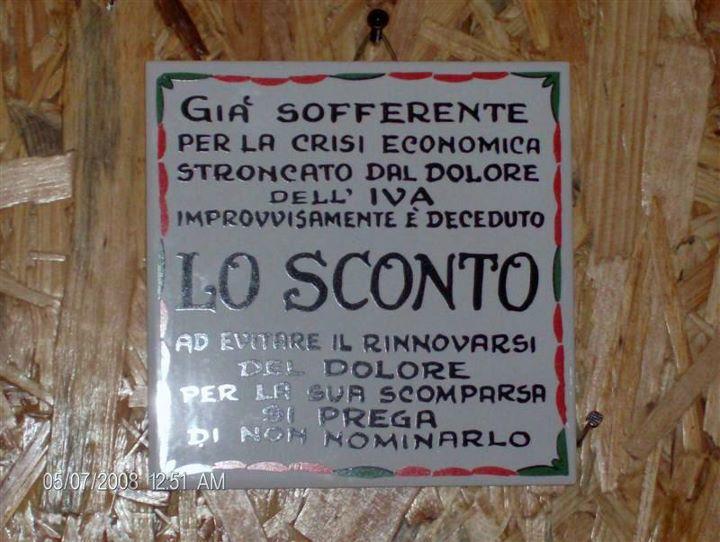 GIA' SOFFERENTE
PER LA CRISI ECONOMICA
STRONCATO DAL DOLORE
DELL' IVA
IMPROVVISAMENTE È DECEDUTO
LO SCONTO
AD EVITARE IL RINNOVARSI
DEL DOLORE
PER LA SUA SCOMPARSA
SI PREGA
DI NON NOMINARLO
05/07/2008 12:51 AM